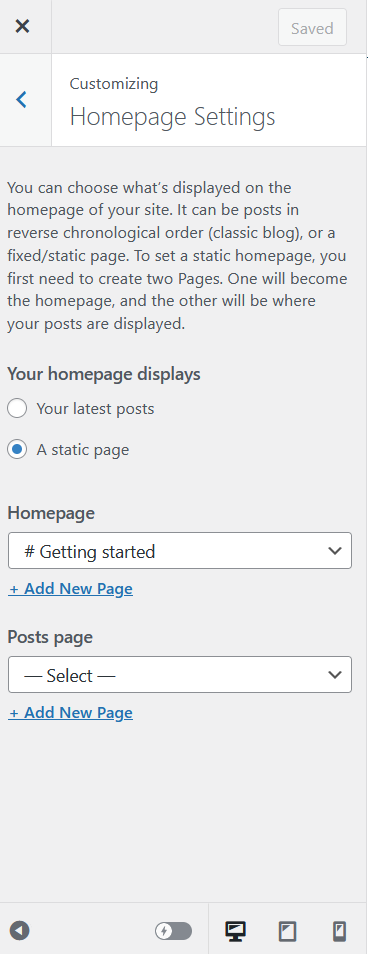 Saved
Customizing
Homepage Settings
You can choose what's displayed on the
homepage of your site. It can be posts in
reverse chronological order (classic blog), or a
fixed/static page. To set a static homepage, you
first need to create two Pages. One will become
the homepage, and the other will be where
your posts are displayed.
Your homepage displays
Your latest posts
A static page
Homepage
# Getting started
+ Add New Page
Posts page
— Select —
+ Add New Page